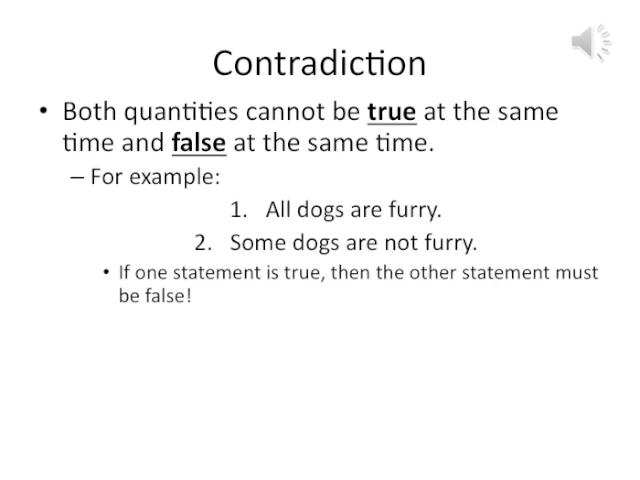 Contradiction
• Both quantities cannot be true at the same
time and false at the same time.
– For example:
1. All dogs are furry.
2. Some dogs are not furry.
• If one statement is true, then the other statement must
be false!